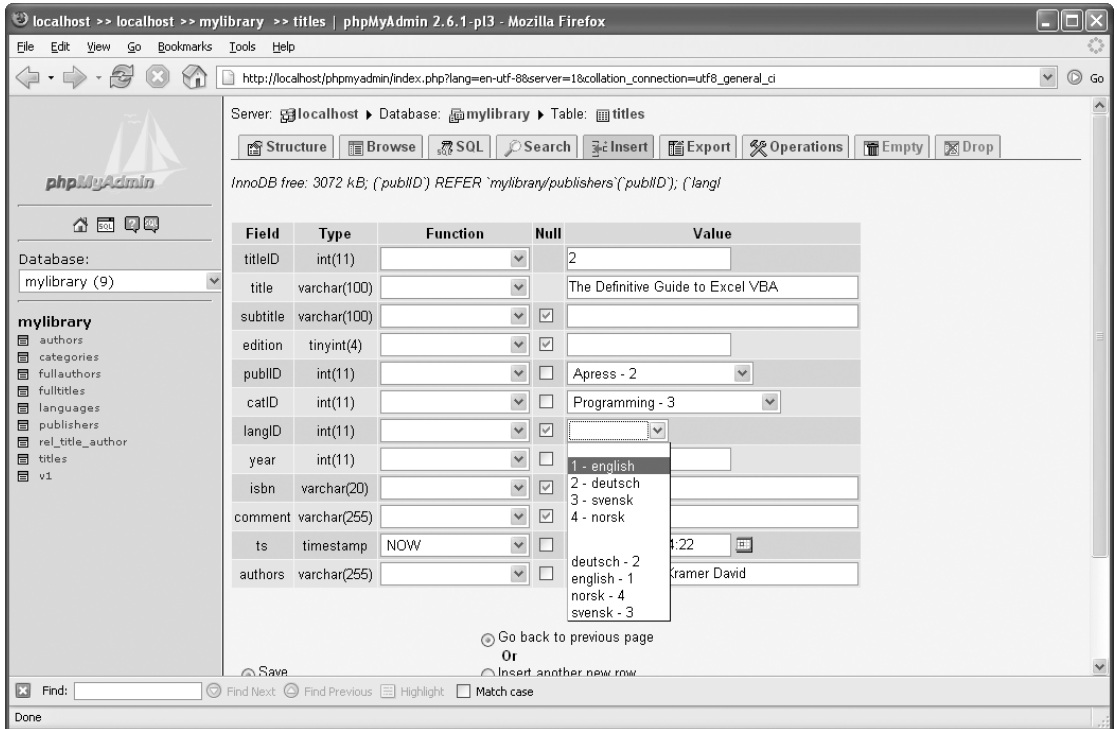 localhost >> localhost >> mylibrary >> titles | phpMyAdmin 2.6.1-pl3 - Mozilla Firefox
File Edit View Go Bookmarks Tools Help
http://localhost/phpmyadmin/index.php?lang=en-utf-8&server=1&collation_connection=utf8_general_ci Go
phpMyAdmin
SQL
Database:
mylibrary (9)
mylibrary
authors
categories
fullauthors
fulltitles
languages
publishers
rel_title_author
titles
v1
Server: localhost Database: mylibrary Table: titles
Structure Browse SQL Search Insert Export Operations Empty Drop
InnoDB free: 3072 kB; (`publID`) REFER `mylibrary/publishers`(`publID`); (`langI
Field Type Function Null Value
titleID int(11) 2
title varchar(100) The Definitive Guide to Excel VBA
subtitle varchar(100)
edition tinyint(4)
publID int(11) Apress - 2
catID int(11) Programming - 3
langID int(11)
year int(11)
isbn varchar(20)
comment varchar(255)
ts timestamp NOW 4:22
authors varchar(255) Kramer David
1 - english
2 - deutsch
3 - svensk
4 - norsk
deutsch - 2
english - 1
norsk - 4
svensk - 3
Go back to previous page
Or
Save Insert another new row
Find: Find Next Find Previous Highlight Match case
Done